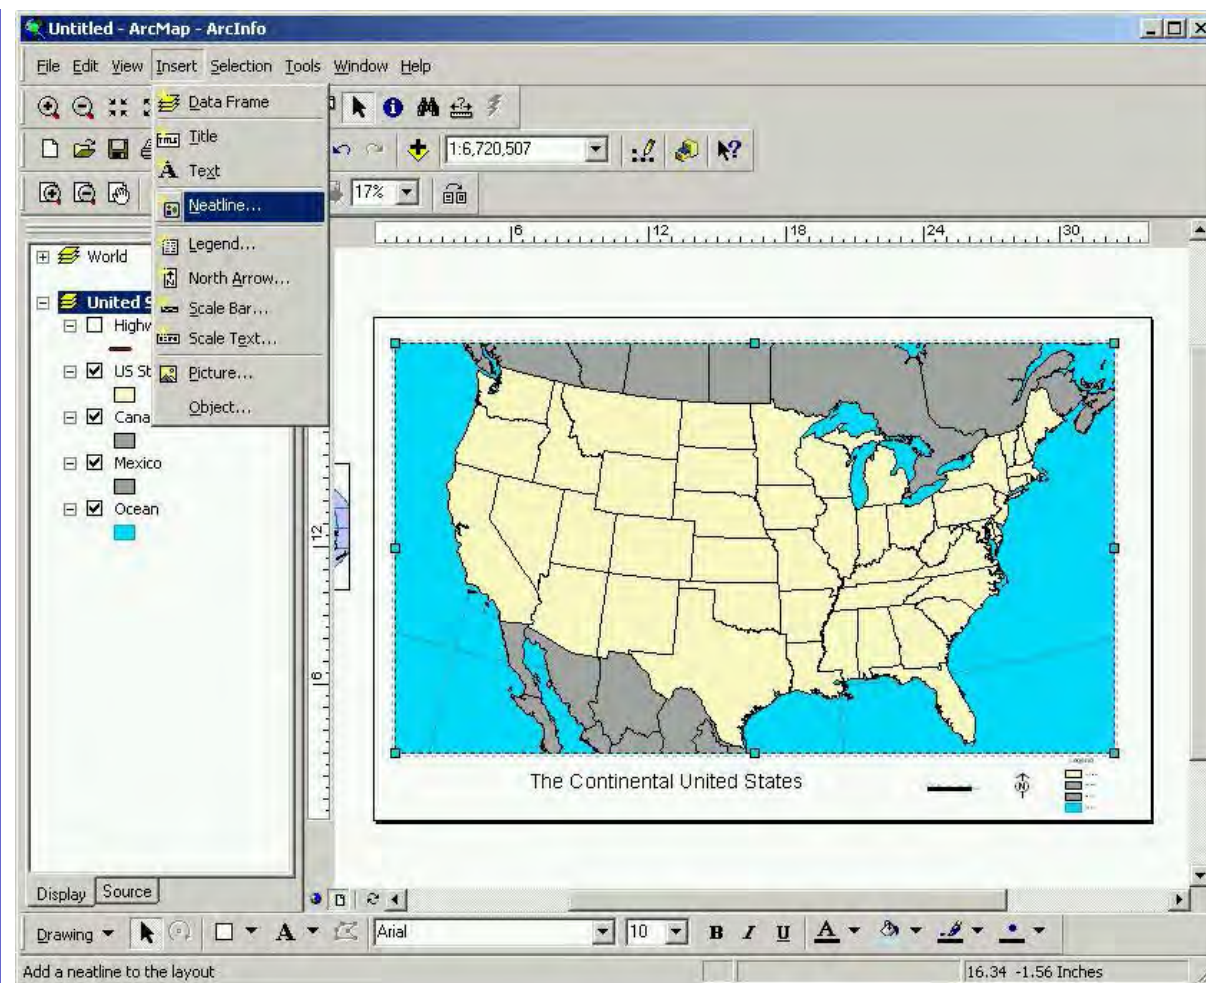 Untitled - ArcMap - ArcInfo
File Edit View Insert Selection Tools Window Help
Data Frame
Title
Text
Neatline...
Legend...
North Arrow...
Scale Bar...
Scale Text...
Picture...
Object...
1:6,720,507
17%
6 12 18 24 30
World
United S
Highw
US St
Cana
Mexico
Ocean
12
6
The Continental United States
N
Legend
Display Source
Drawing A Arial 10 B I U A
Add a neatline to the layout
16.34 -1.56 Inches